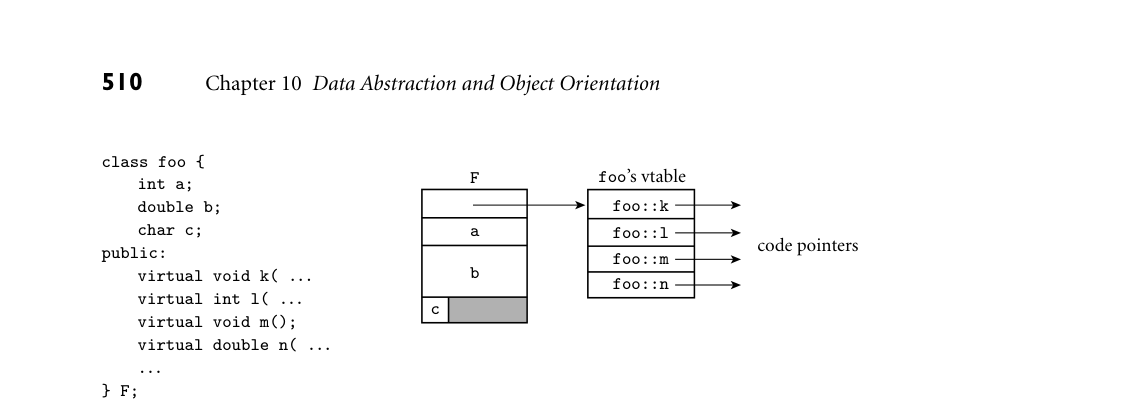 510 Chapter 10 Data Abstraction and Object Orientation
class foo {
int a;
double b;
char c;
public:
virtual void k( ...
virtual int l( ...
virtual void m();
virtual double n( ...
...
} F;
F
a
b
c
foo's vtable
foo::k
foo::l
foo::m
foo::n
code pointers